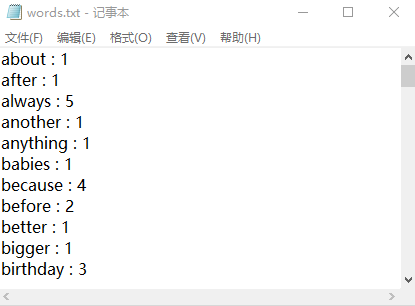 words.txt - 记事本
文件(F) 编辑(E) 格式(O) 查看(V) 帮助(H)
about : 1
after : 1
always : 5
another : 1
anything : 1
babies : 1
because : 4
before : 2
better : 1
bigger : 1
birthday : 3